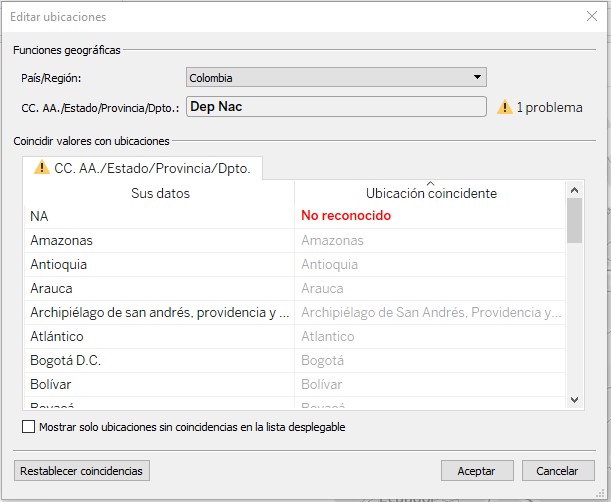 Editar ubicaciones
Funciones geográficas
País/Región: Colombia
CC. AA./Estado/Provincia/Dpto.: Dep Nac 1 problema
Coincidir valores con ubicaciones
CC. AA./Estado/Provincia/Dpto.
Sus datos Ubicación coincidente
NA No reconocido
Amazonas Amazonas
Antioquia Antioquia
Arauca Arauca
Archipiélago de san andrés, providencia y ... Archipiélago de San Andrés, Providencia y...
Atlántico Atlantico
Bogotá D.C. Bogotá
Bolívar Bolívar
Mostrar solo ubicaciones sin coincidencias en la lista desplegable
Restablecer coincidencias Aceptar Cancelar